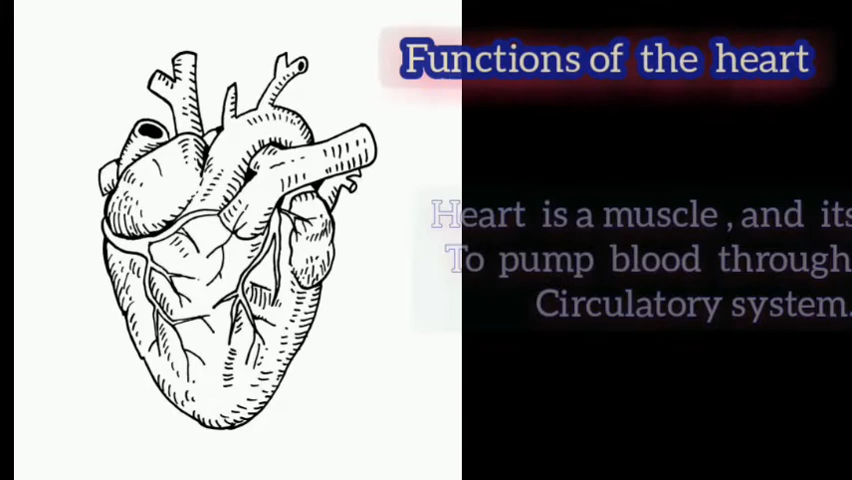 Functions of the heart
Heart is a muscle , and its
To pump blood through
Circulatory system.